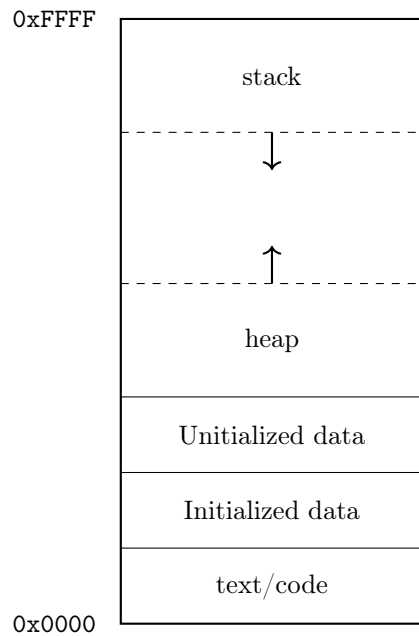 0xFFFF
stack
heap
Unitialized data
Initialized data
text/code
0x0000